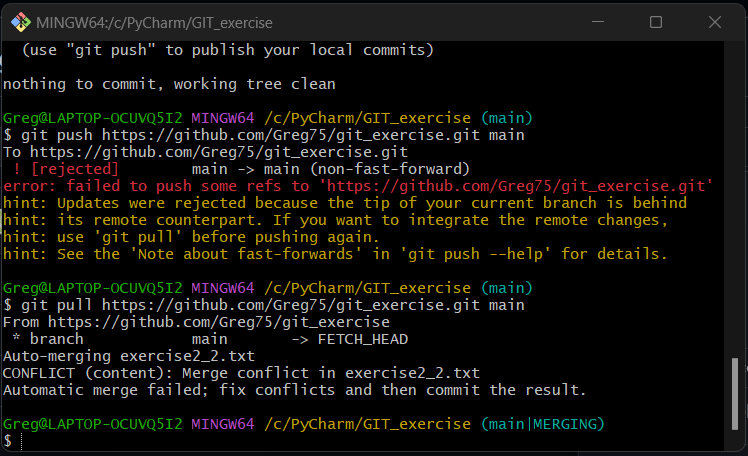 MINGW64:/c/PyCharm/GIT_exercise
(use "git push" to publish your local commits)
nothing to commit, working tree clean
Greg@LAPTOP-OCUVQ5I2 MINGW64 /c/PyCharm/GIT_exercise (main)
$ git push https://github.com/Greg75/git_exercise.git main
To https://github.com/Greg75/git_exercise.git
! [rejected] main -> main (non-fast-forward)
error: failed to push some refs to 'https://github.com/Greg75/git_exercise.git'
hint: Updates were rejected because the tip of your current branch is behind
hint: its remote counterpart. If you want to integrate the remote changes,
hint: use 'git pull' before pushing again.
hint: See the 'Note about fast-forwards' in 'git push --help' for details.
Greg@LAPTOP-OCUVQ5I2 MINGW64 /c/PyCharm/GIT_exercise (main)
$ git pull https://github.com/Greg75/git_exercise.git main
From https://github.com/Greg75/git_exercise
* branch main -> FETCH_HEAD
Auto-merging exercise2_2.txt
CONFLICT (content): Merge conflict in exercise2_2.txt
Automatic merge failed; fix conflicts and then commit the result.
Greg@LAPTOP-OCUVQ5I2 MINGW64 /c/PyCharm/GIT_exercise (main|MERGING)
$